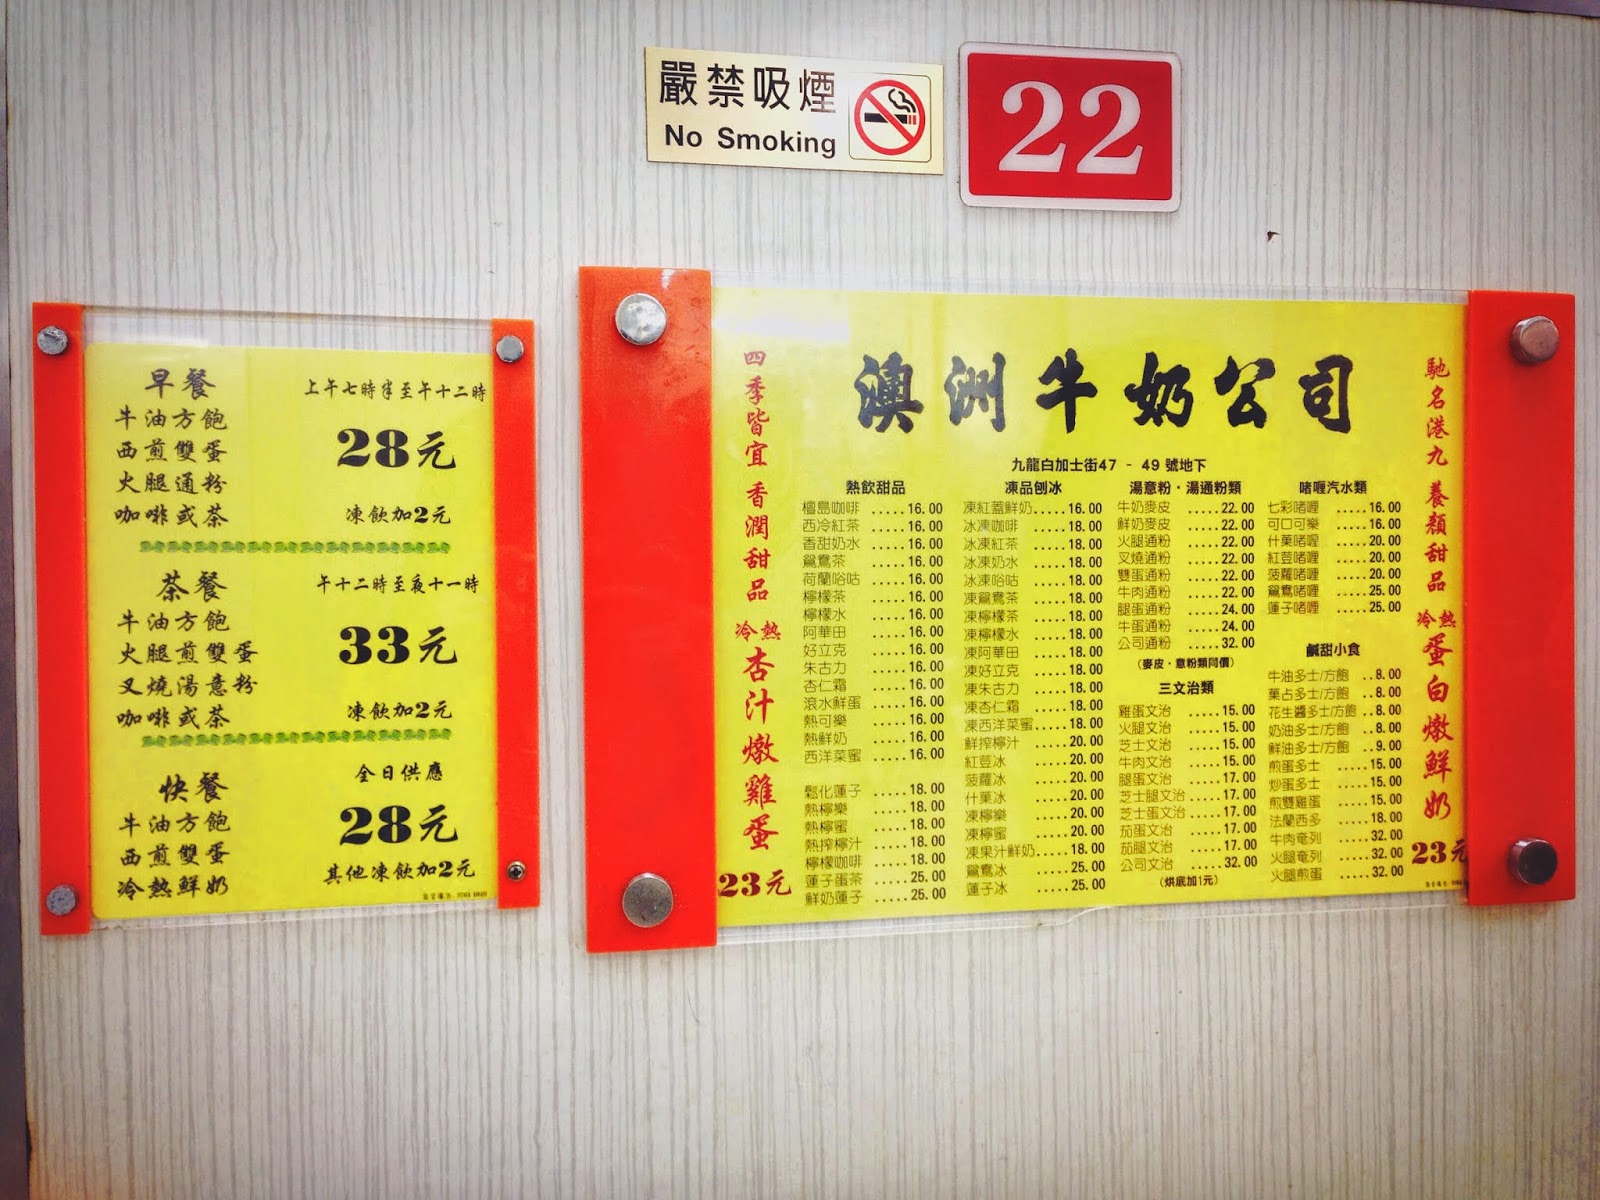 嚴禁吸煙
No Smoking
22
早餐 上午七時半至午十二時
牛油方飽
西煎雙蛋
火腿通粉
咖啡或茶
28元
凍飲加2元
茶餐 午十二時至夜十一時
牛油方飽
火腿煎雙蛋
叉燒湯意粉
咖啡或茶
33元
凍飲加2元
快餐 全日供應
牛油方飽
西煎雙蛋
冷熱鮮奶
28元
其他凍飲加2元
四季皆宜 香潤甜品
冷熱 杏汁燉雞蛋
23元
澳洲牛奶公司
九龍白加士街47 - 49 號地下
熱飲甜品
檀島咖啡 .....16.00
西冷紅茶 .....16.00
香甜奶水 .....16.00
鴛鴦茶 ......16.00
荷蘭哈咕 .....16.00
檸檬茶 ......16.00
檸檬水 ......16.00
阿華田 ......16.00
好立克 ......16.00
朱古力 ......16.00
杏仁霜 ......16.00
滾水鮮蛋 .....16.00
熱可樂 ......16.00
熱鮮奶 ......16.00
西洋菜蜜 .....16.00
鬆化蓮子 .....18.00
熱檸樂 ......18.00
熱檸蜜 ......18.00
熱搾檸汁 .....18.00
檸檬咖啡 .....18.00
蓮子蛋茶 .....25.00
鮮奶蓮子 .....25.00
凍品刨冰
凍紅蓋鮮奶.....16.00
冰凍咖啡 .....18.00
冰凍紅茶 .....18.00
冰凍奶水 .....18.00
冰凍哈咕 .....18.00
凍鴛鴦茶 .....18.00
凍檸檬茶 .....18.00
凍檸檬水 .....18.00
凍阿華田 .....18.00
凍好立克 .....18.00
凍朱古力 .....18.00
凍杏仁霜 .....18.00
凍西洋菜蜜.....18.00
鮮搾檸汁 .....20.00
紅荳冰 ......20.00
菠蘿冰 ......20.00
什菓冰 ......20.00
凍檸樂 ......20.00
凍檸蜜 ......20.00
凍果汁鮮奶.....18.00
鴛鴦冰 ......25.00
蓮子冰 ......25.00
湯意粉・湯通粉類
牛奶麥皮 .....22.00
鮮奶麥皮 .....22.00
火腿通粉 .....22.00
叉燒通粉 .....22.00
雙蛋通粉 .....22.00
牛肉通粉 .....22.00
腿蛋通粉 .....24.00
牛蛋通粉 .....24.00
公司通粉 .....32.00
(麥皮・意粉類同價)
三文治類
雞蛋文治 .....15.00
火腿文治 .....15.00
芝士文治 .....15.00
牛肉文治 .....15.00
腿蛋文治 .....17.00
芝士腿文治 .....17.00
芝士蛋文治 .....17.00
茄蛋文治 .....17.00
茄腿文治 .....17.00
公司文治 .....32.00
(烘底加1元)
啫喱汽水類
七彩啫喱 .....16.00
可口可樂 .....16.00
什菓啫喱 .....20.00
紅荳啫喱 .....20.00
菠蘿啫喱 .....20.00
鴛鴦啫喱 .....25.00
蓮子啫喱 .....25.00
鹹甜小食
牛油多士/方飽 ..8.00
菓占多士/方飽 ..8.00
花生醬多士/方飽 ..8.00
奶油多士/方飽 ..8.00
鮮油多士/方飽 ..9.00
煎蛋多士 .....15.00
炒蛋多士 .....15.00
煎雙雞蛋 .....15.00
法蘭西多 .....18.00
牛肉奄列 .....32.00
火腿奄列 .....32.00
火腿煎蛋 .....32.00
馳名港九 養顏甜品
冷熱 蛋白燉鮮奶
23元